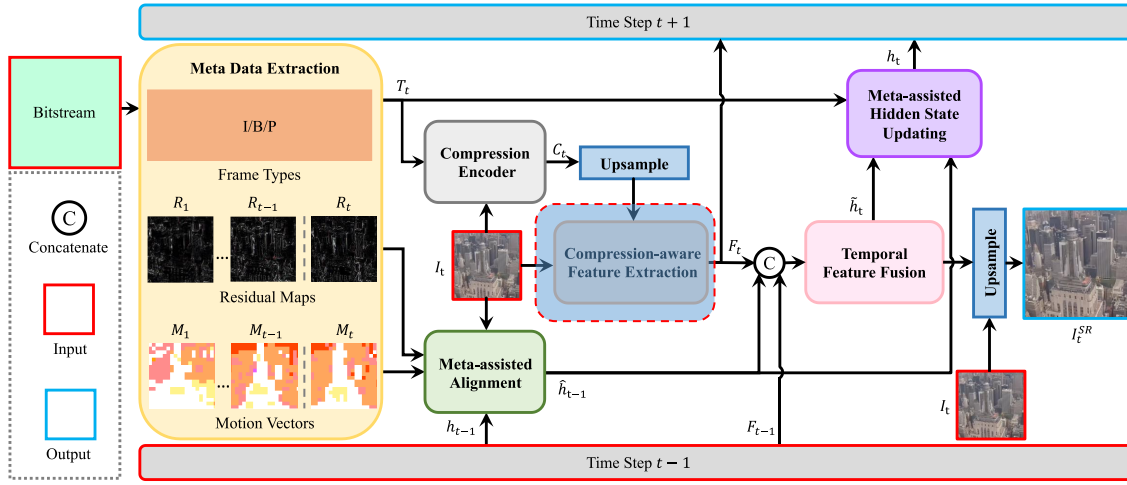 Time Step t + 1
Bitstream
Meta Data Extraction
I/B/P
Frame Types
R_1
R_{t-1}
R_t
...
Residual Maps
M_1
M_{t-1}
M_t
...
Motion Vectors
C
Concatenate
Input
Output
T_t
Compression
Encoder
C_t
Upsample
I_t
Compression-aware
Feature Extraction
F_t
C
Meta-assisted
Alignment
ĥ_{t-1}
h_{t-1}
F_{t-1}
Temporal
Feature Fusion
h̃_t
Meta-assisted
Hidden State
Updating
h_t
Upsample
I_t^{SR}
I_t
Time Step t − 1